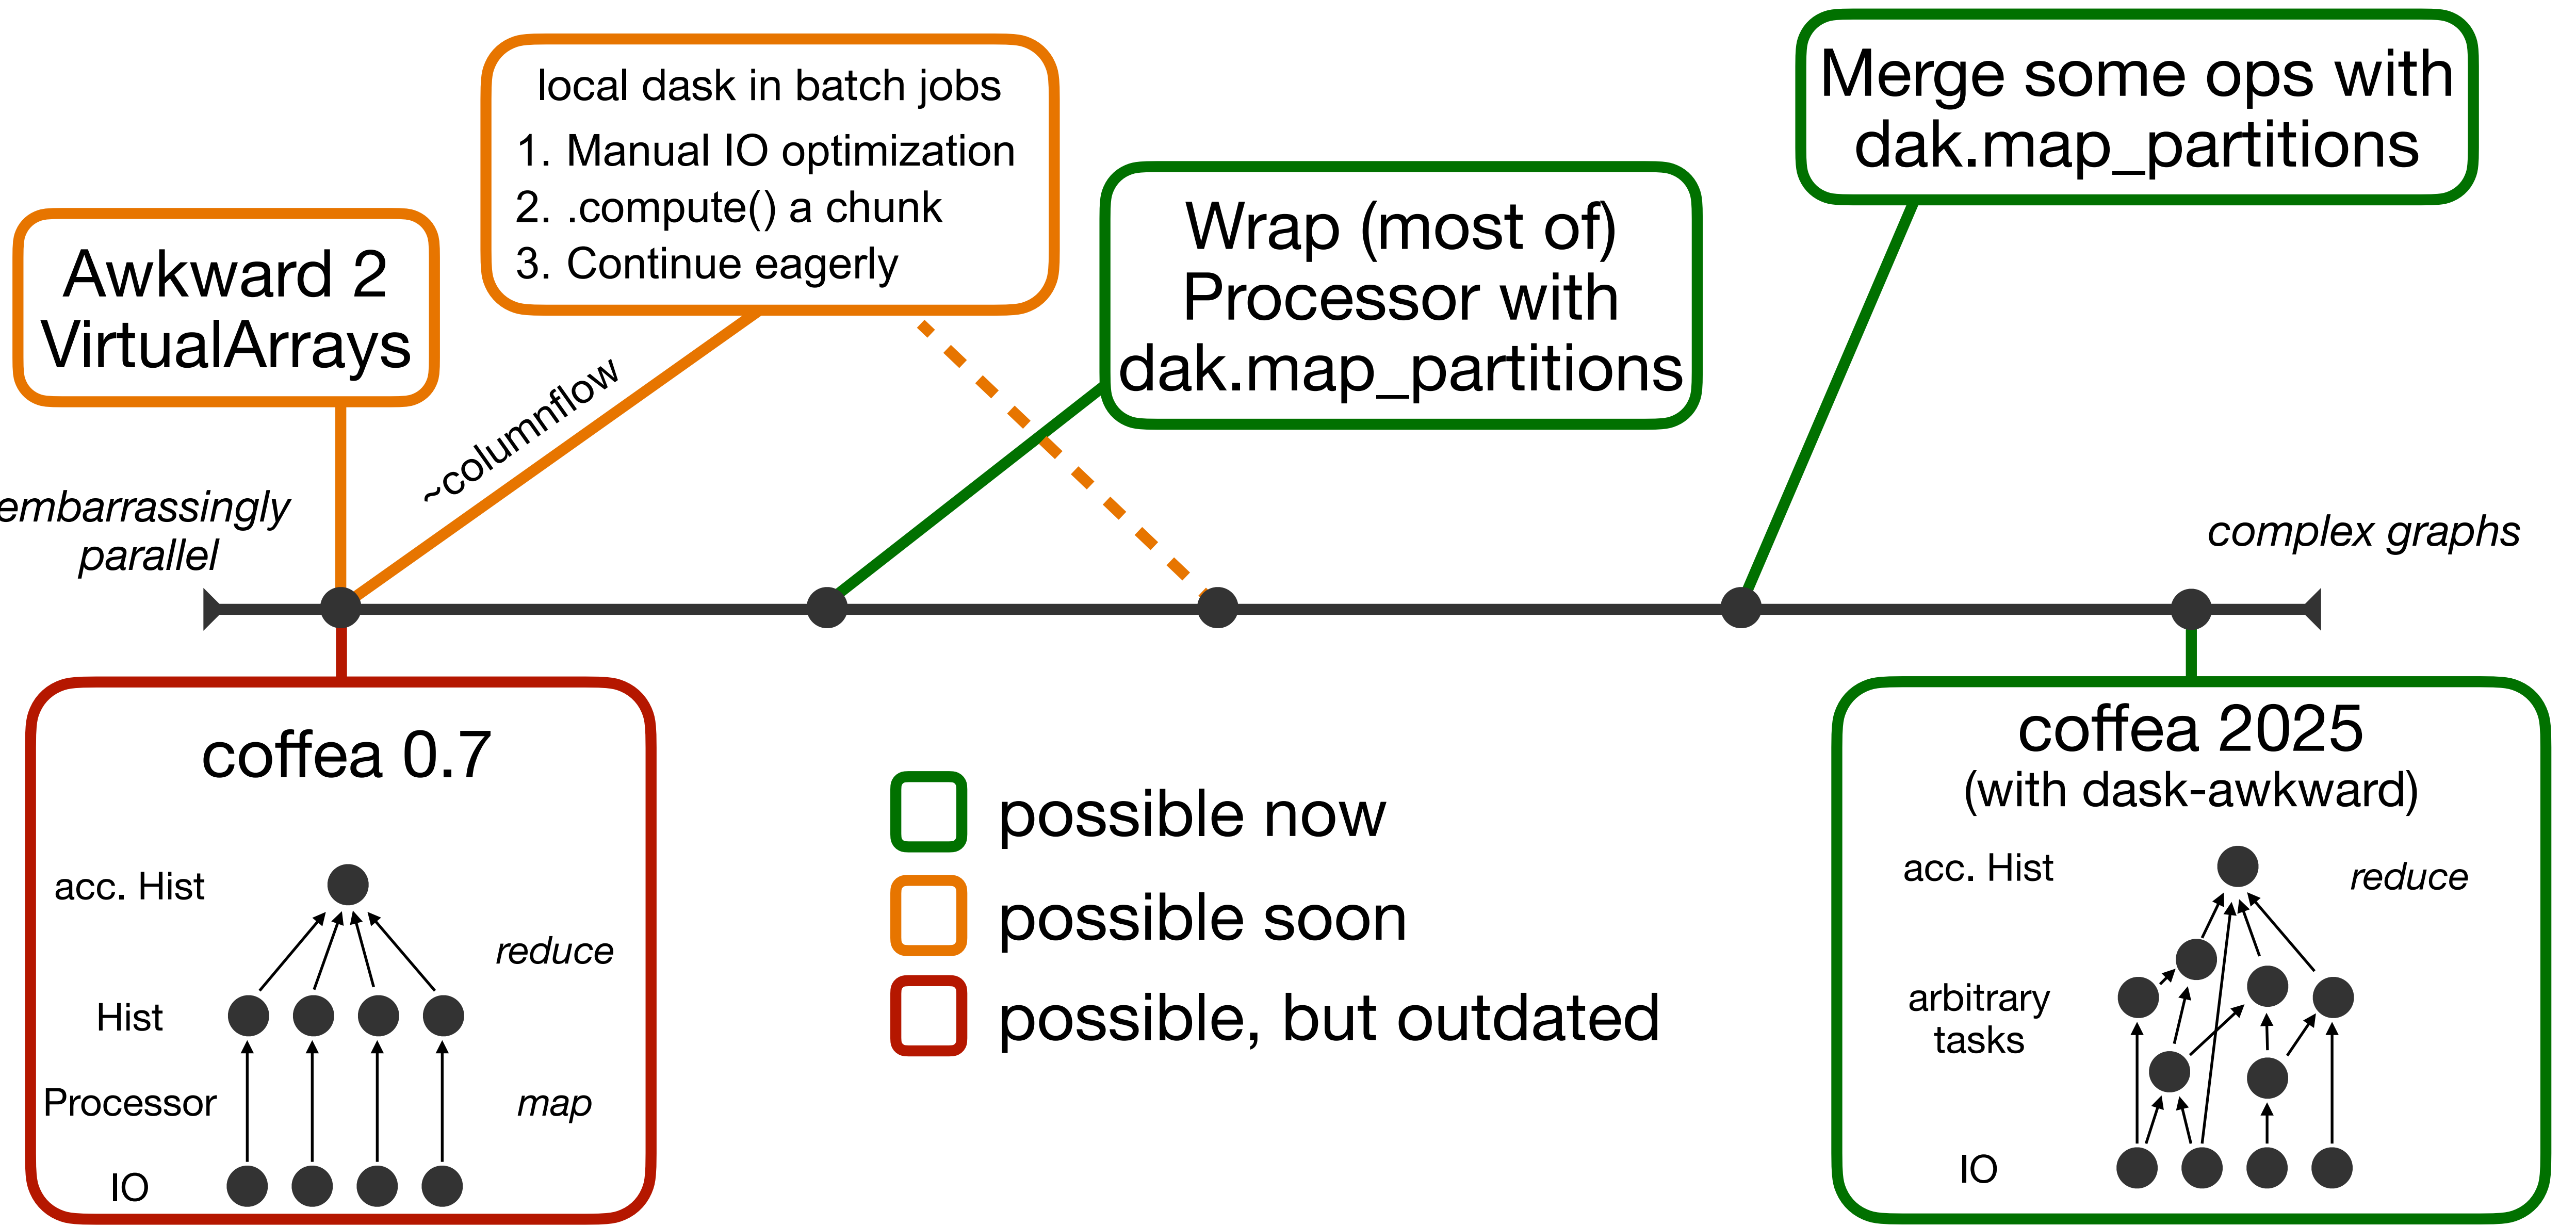 Awkward 2
VirtualArrays
local dask in batch jobs
1. Manual IO optimization
2. .compute() a chunk
3. Continue eagerly
Wrap (most of)
Processor with
dak.map_partitions
Merge some ops with
dak.map_partitions
~columnflow
embarrassingly
parallel
complex graphs
coffea 0.7
acc. Hist
reduce
Hist
Processor
map
IO
possible now
possible soon
possible, but outdated
coffea 2025
(with dask-awkward)
acc. Hist
reduce
arbitrary
tasks
IO